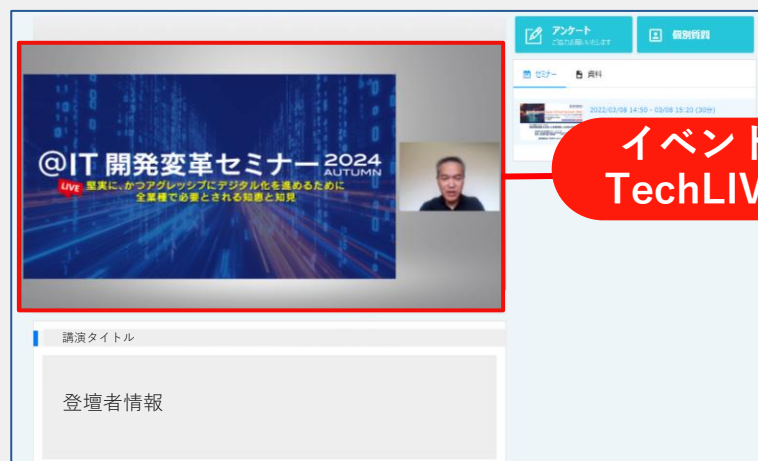 アンケート
ご協力お願いいたします
個別質問
セミナー
資料
2022/03/08 14:50 - 03/08 15:20 (30分)
@IT 開発変革セミナー 2024
AUTUMN
LIVE 堅実に、かつアグレッシブにデジタル化を進めるために
全業種で必要とされる知恵と知見
イベント
TechLIV
講演タイトル
登壇者情報